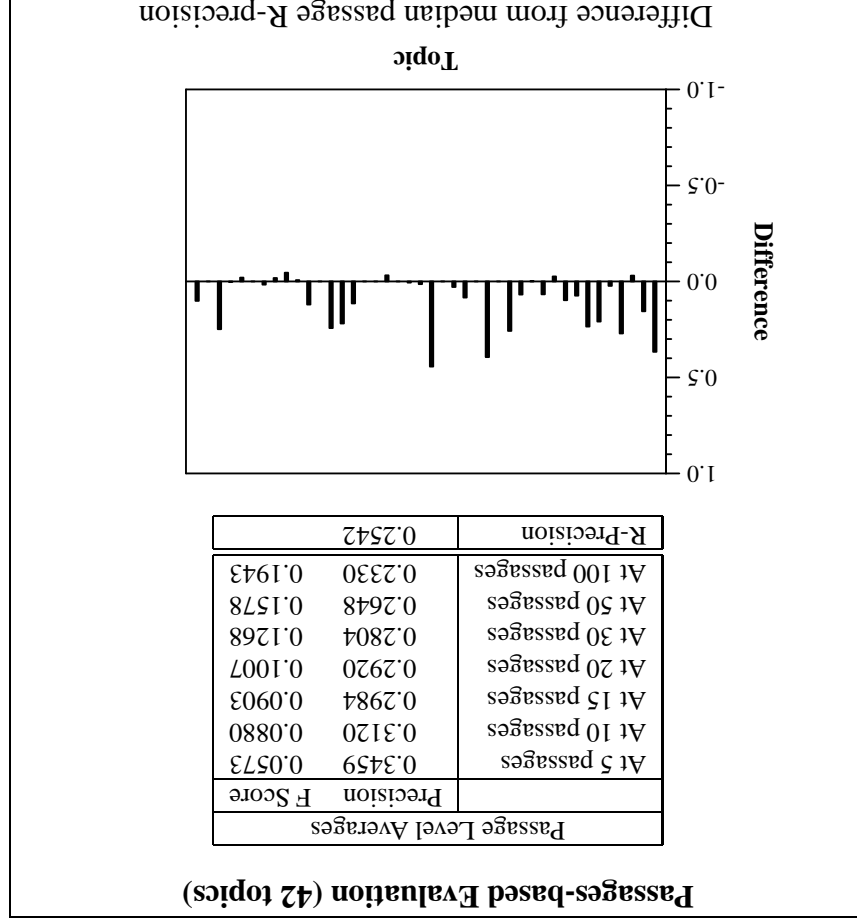 Passages-based Evaluation (42 topics)
Passage Level Averages
Precision F Score
At 5 passages 0.3459 0.0573
At 10 passages 0.3120 0.0880
At 15 passages 0.2984 0.0903
At 20 passages 0.2920 0.1007
At 30 passages 0.2804 0.1268
At 50 passages 0.2648 0.1578
At 100 passages 0.2330 0.1943
R-Precision 0.2542
1.0
0.5
0.0
-0.5
-1.0
Difference
Topic
Difference from median passage R-precision